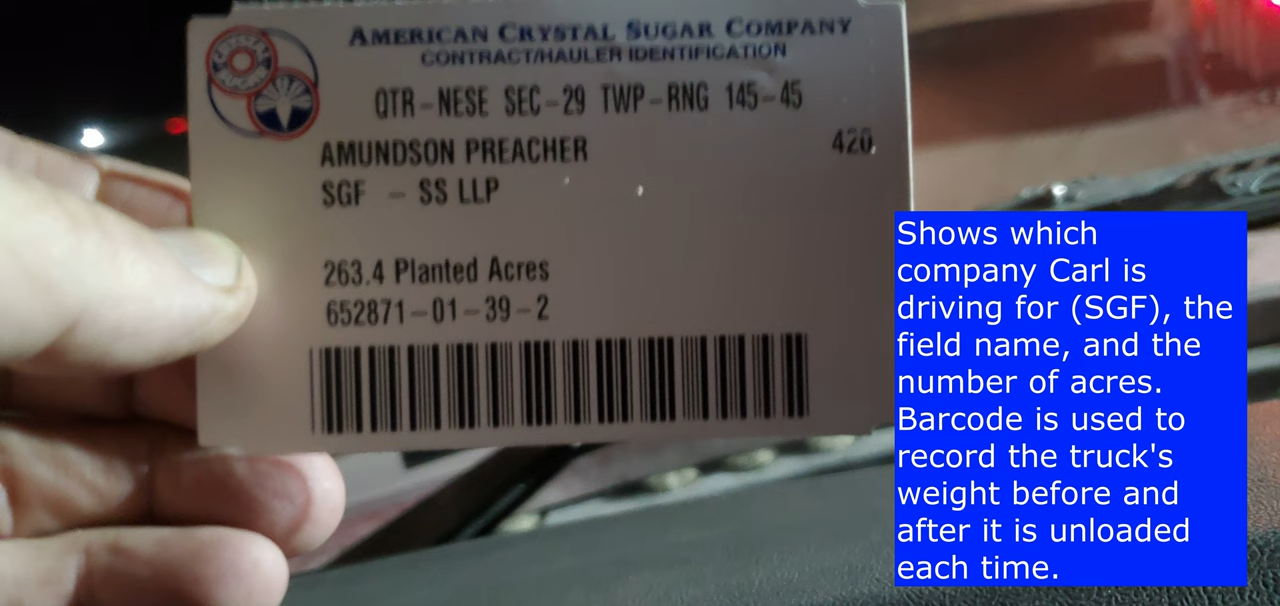 AMERICAN CRYSTAL SUGAR COMPANY
CONTRACT/HAULER IDENTIFICATION
CRYSTAL
SUGAR
QTR-NESE SEC-29 TWP-RNG 145-45
AMUNDSON PREACHER 420
SGF - SS LLP
263.4 Planted Acres
652871-01-39-2
Shows which
company Carl is
driving for (SGF), the
field name, and the
number of acres.
Barcode is used to
record the truck's
weight before and
after it is unloaded
each time.